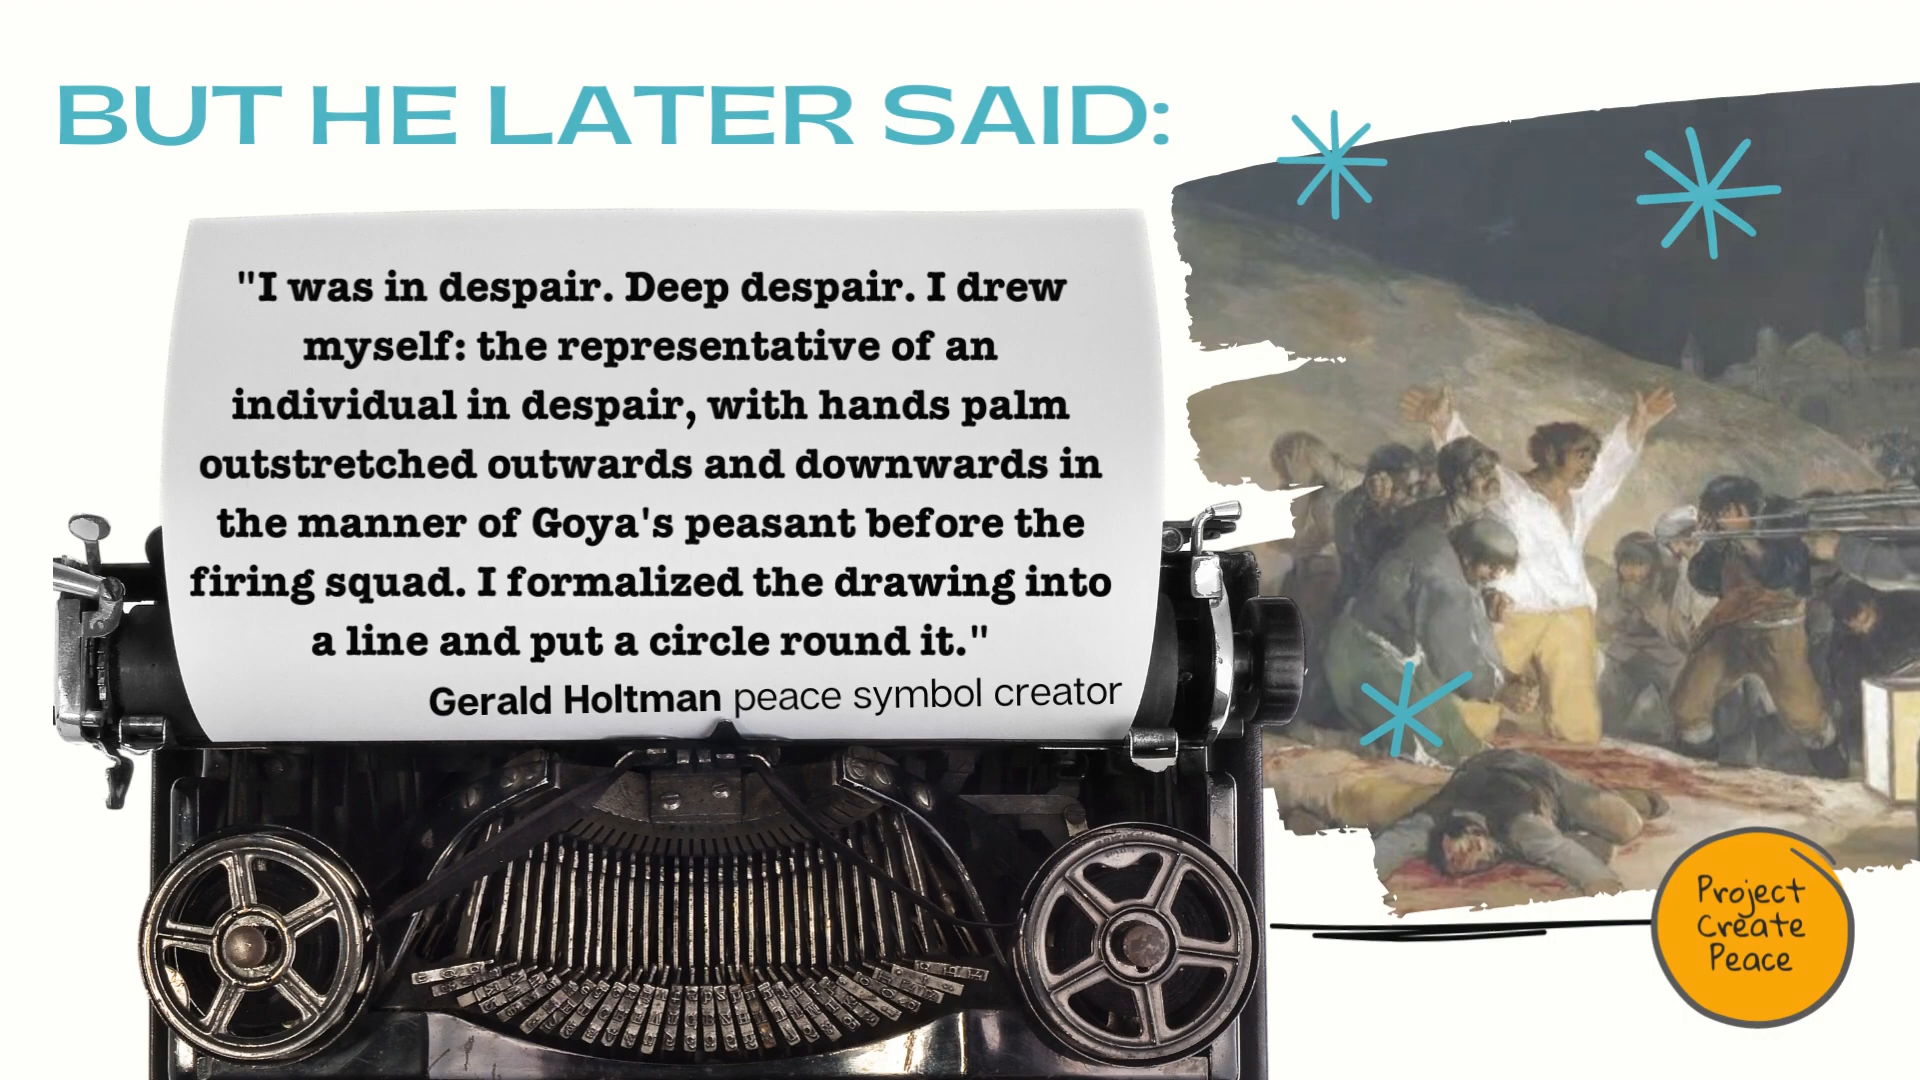 BUT HE LATER SAID:
"I was in despair. Deep despair. I drew
myself: the representative of an
individual in despair, with hands palm
outstretched outwards and downwards in
the manner of Goya's peasant before the
firing squad. I formalized the drawing into
a line and put a circle round it."
Gerald Holtman peace symbol creator
Project
Create
Peace